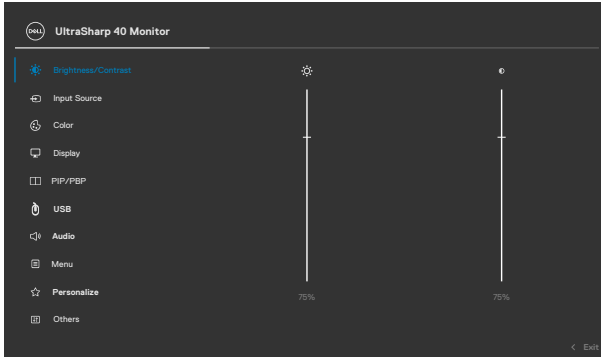 DELL UltraSharp 40 Monitor
Brightness/Contrast
Input Source
Color
Display
PIP/PBP
USB
Audio
Menu
Personalize
75% 75%
Others
< Exit